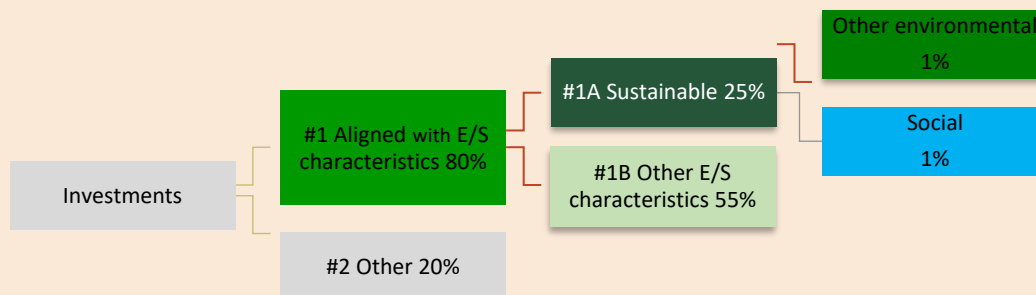 Investments
#1 Aligned with E/S
characteristics 80%
#2 Other 20%
#1A Sustainable 25%
#1B Other E/S
characteristics 55%
Other environmental
1%
Social
1%